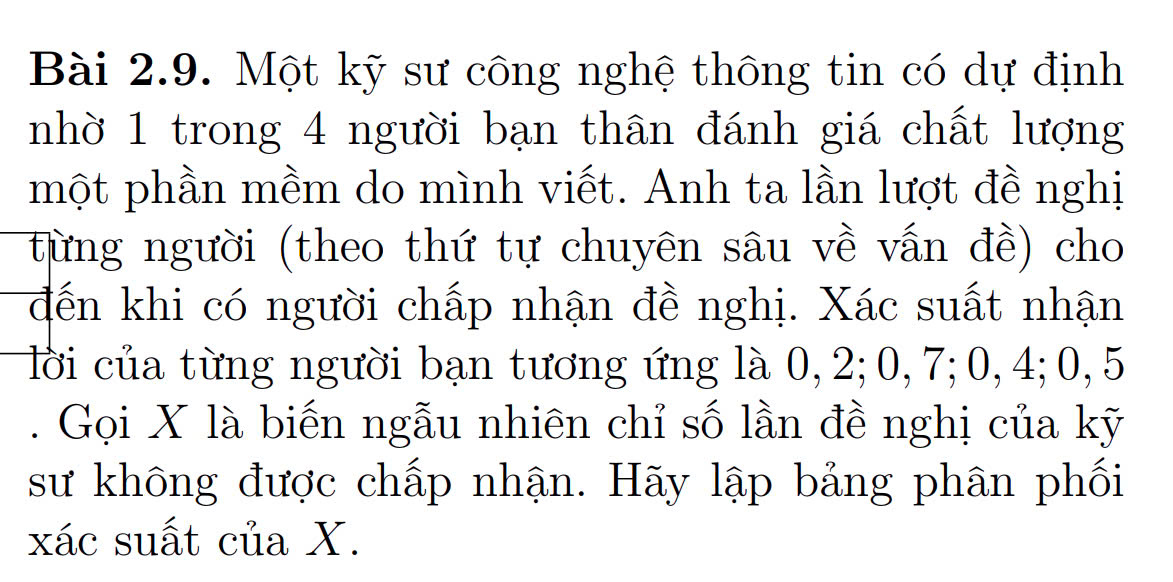 Bài 2.9. Một kỹ sư công nghệ thông tin có dự định
nhờ 1 trong 4 người bạn thân đánh giá chất lượng
một phần mềm do mình viết. Anh ta lần lượt đề nghị
từng người (theo thứ tự chuyên sâu về vấn đề) cho
đến khi có người chấp nhận đề nghị. Xác suất nhận
lời của từng người bạn tương ứng là 0, 2; 0, 7; 0, 4; 0, 5
. Gọi X là biến ngẫu nhiên chỉ số lần đề nghị của kỹ
sư không được chấp nhận. Hãy lập bảng phân phối
xác suất của X.